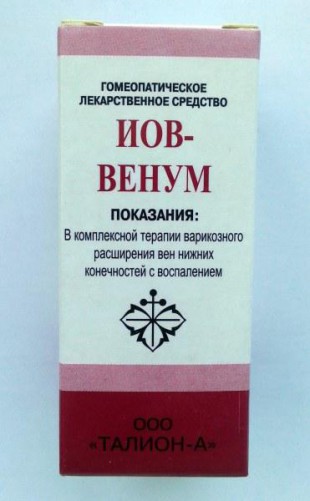 ГОМЕОПАТИЧЕСКОЕ
ЛЕКАРСТВЕННОЕ СРЕДСТВО
ИОВ-
ВЕНУМ
ПОКАЗАНИЯ:
В комплексной терапии варикозного
расширения вен нижних
конечностей с воспалением
ООО
«ТАЛИОН-А»